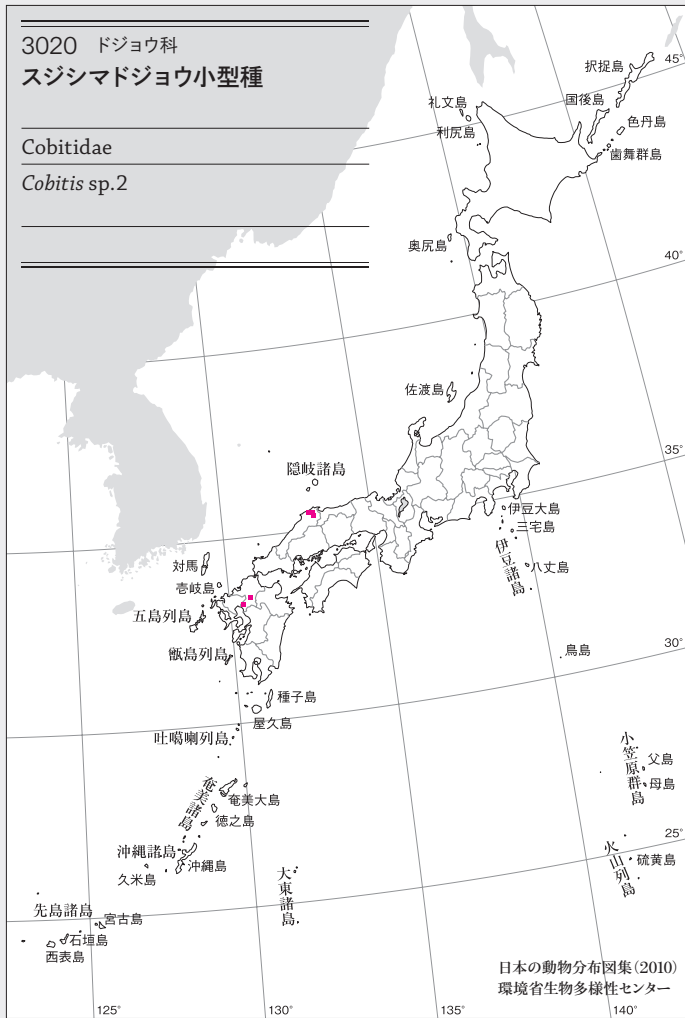 3020 ドジョウ科
スジシマドジョウ小型種
Cobitidae
Cobitis sp.2
45°
択捉島
礼文島
国後島
利尻島
色丹島
歯舞群島
奥尻島
40°
佐渡島
35°
隠岐諸島
伊豆大島
三宅島
伊豆諸島
八丈島
対馬
壱岐島
五島列島
甑島列島
鳥島
30°
種子島
屋久島
吐噶喇列島
小笠原群島
父島
母島
奄美諸島
奄美大島
徳之島
25°
沖縄諸島
沖縄島
久米島
火山列島
硫黄島
大東諸島
先島諸島
宮古島
石垣島
西表島
日本の動物分布図集(2010)
環境省生物多様性センター
125°
130°
135°
140°